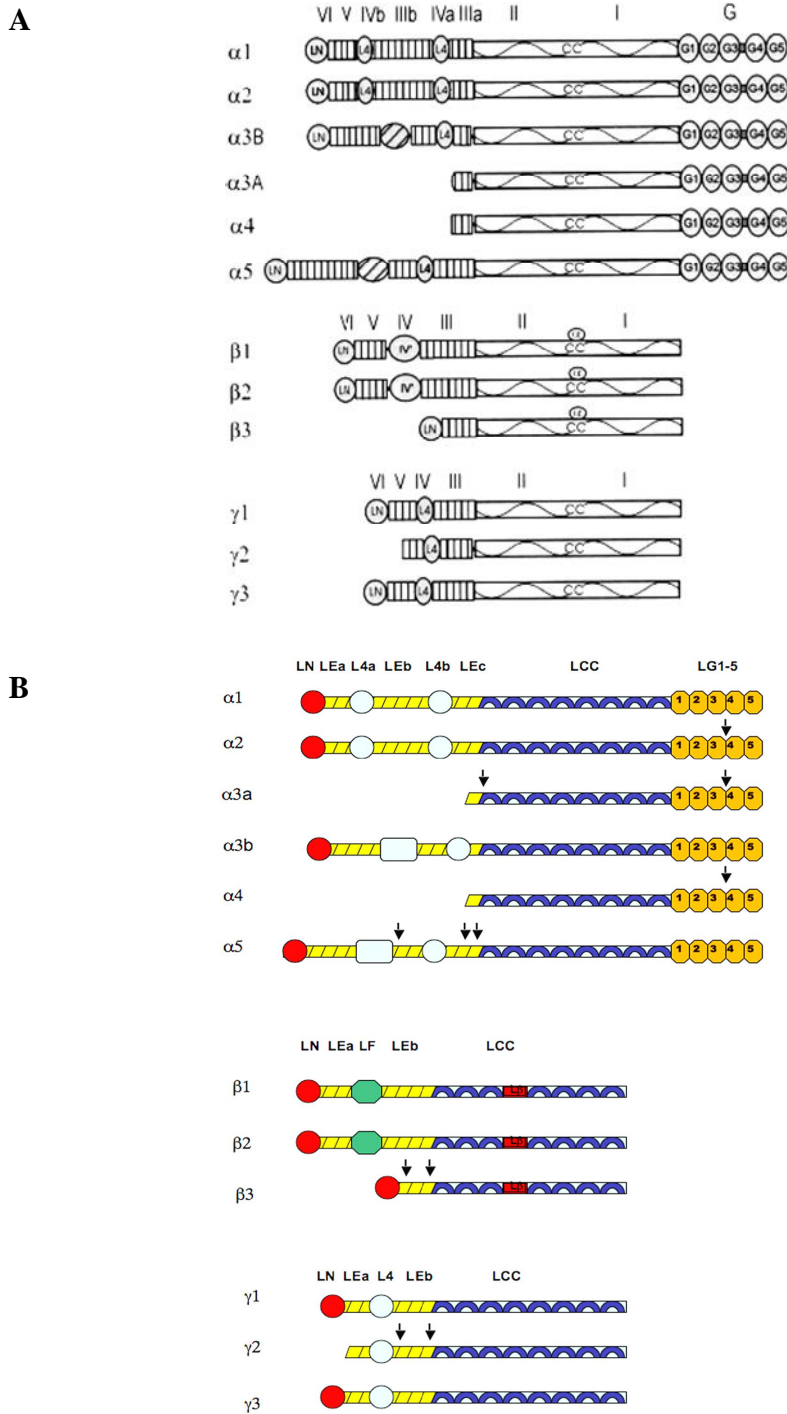 A
VI V IVb IIIb IVa IIIa II I G
α1 LN L4 L4 CC G1 G2 G3 G4 G5
α2 LN L4 L4 CC G1 G2 G3 G4 G5
α3B LN L4 CC G1 G2 G3 G4 G5
α3A CC G1 G2 G3 G4 G5
α4 CC G1 G2 G3 G4 G5
α5 LN L4 CC G1 G2 G3 G4 G5
VI V IV III II I
β1 LN IV' CC
β2 LN IV' CC
β3 LN CC
VI V IV III II I
γ1 LN L4 CC
γ2 L4 CC
γ3 LN L4 CC
B
LN LEa L4a LEb L4b LEc LCC LG1-5
α1 1 2 3 4 5
α2 1 2 3 4 5
α3a 1 2 3 4 5
α3b 1 2 3 4 5
α4 1 2 3 4 5
α5 1 2 3 4 5
LN LEa LF LEb LCC
β1 Lβ
β2 Lβ
β3 Lβ
LN LEa L4 LEb LCC
γ1
γ2
γ3